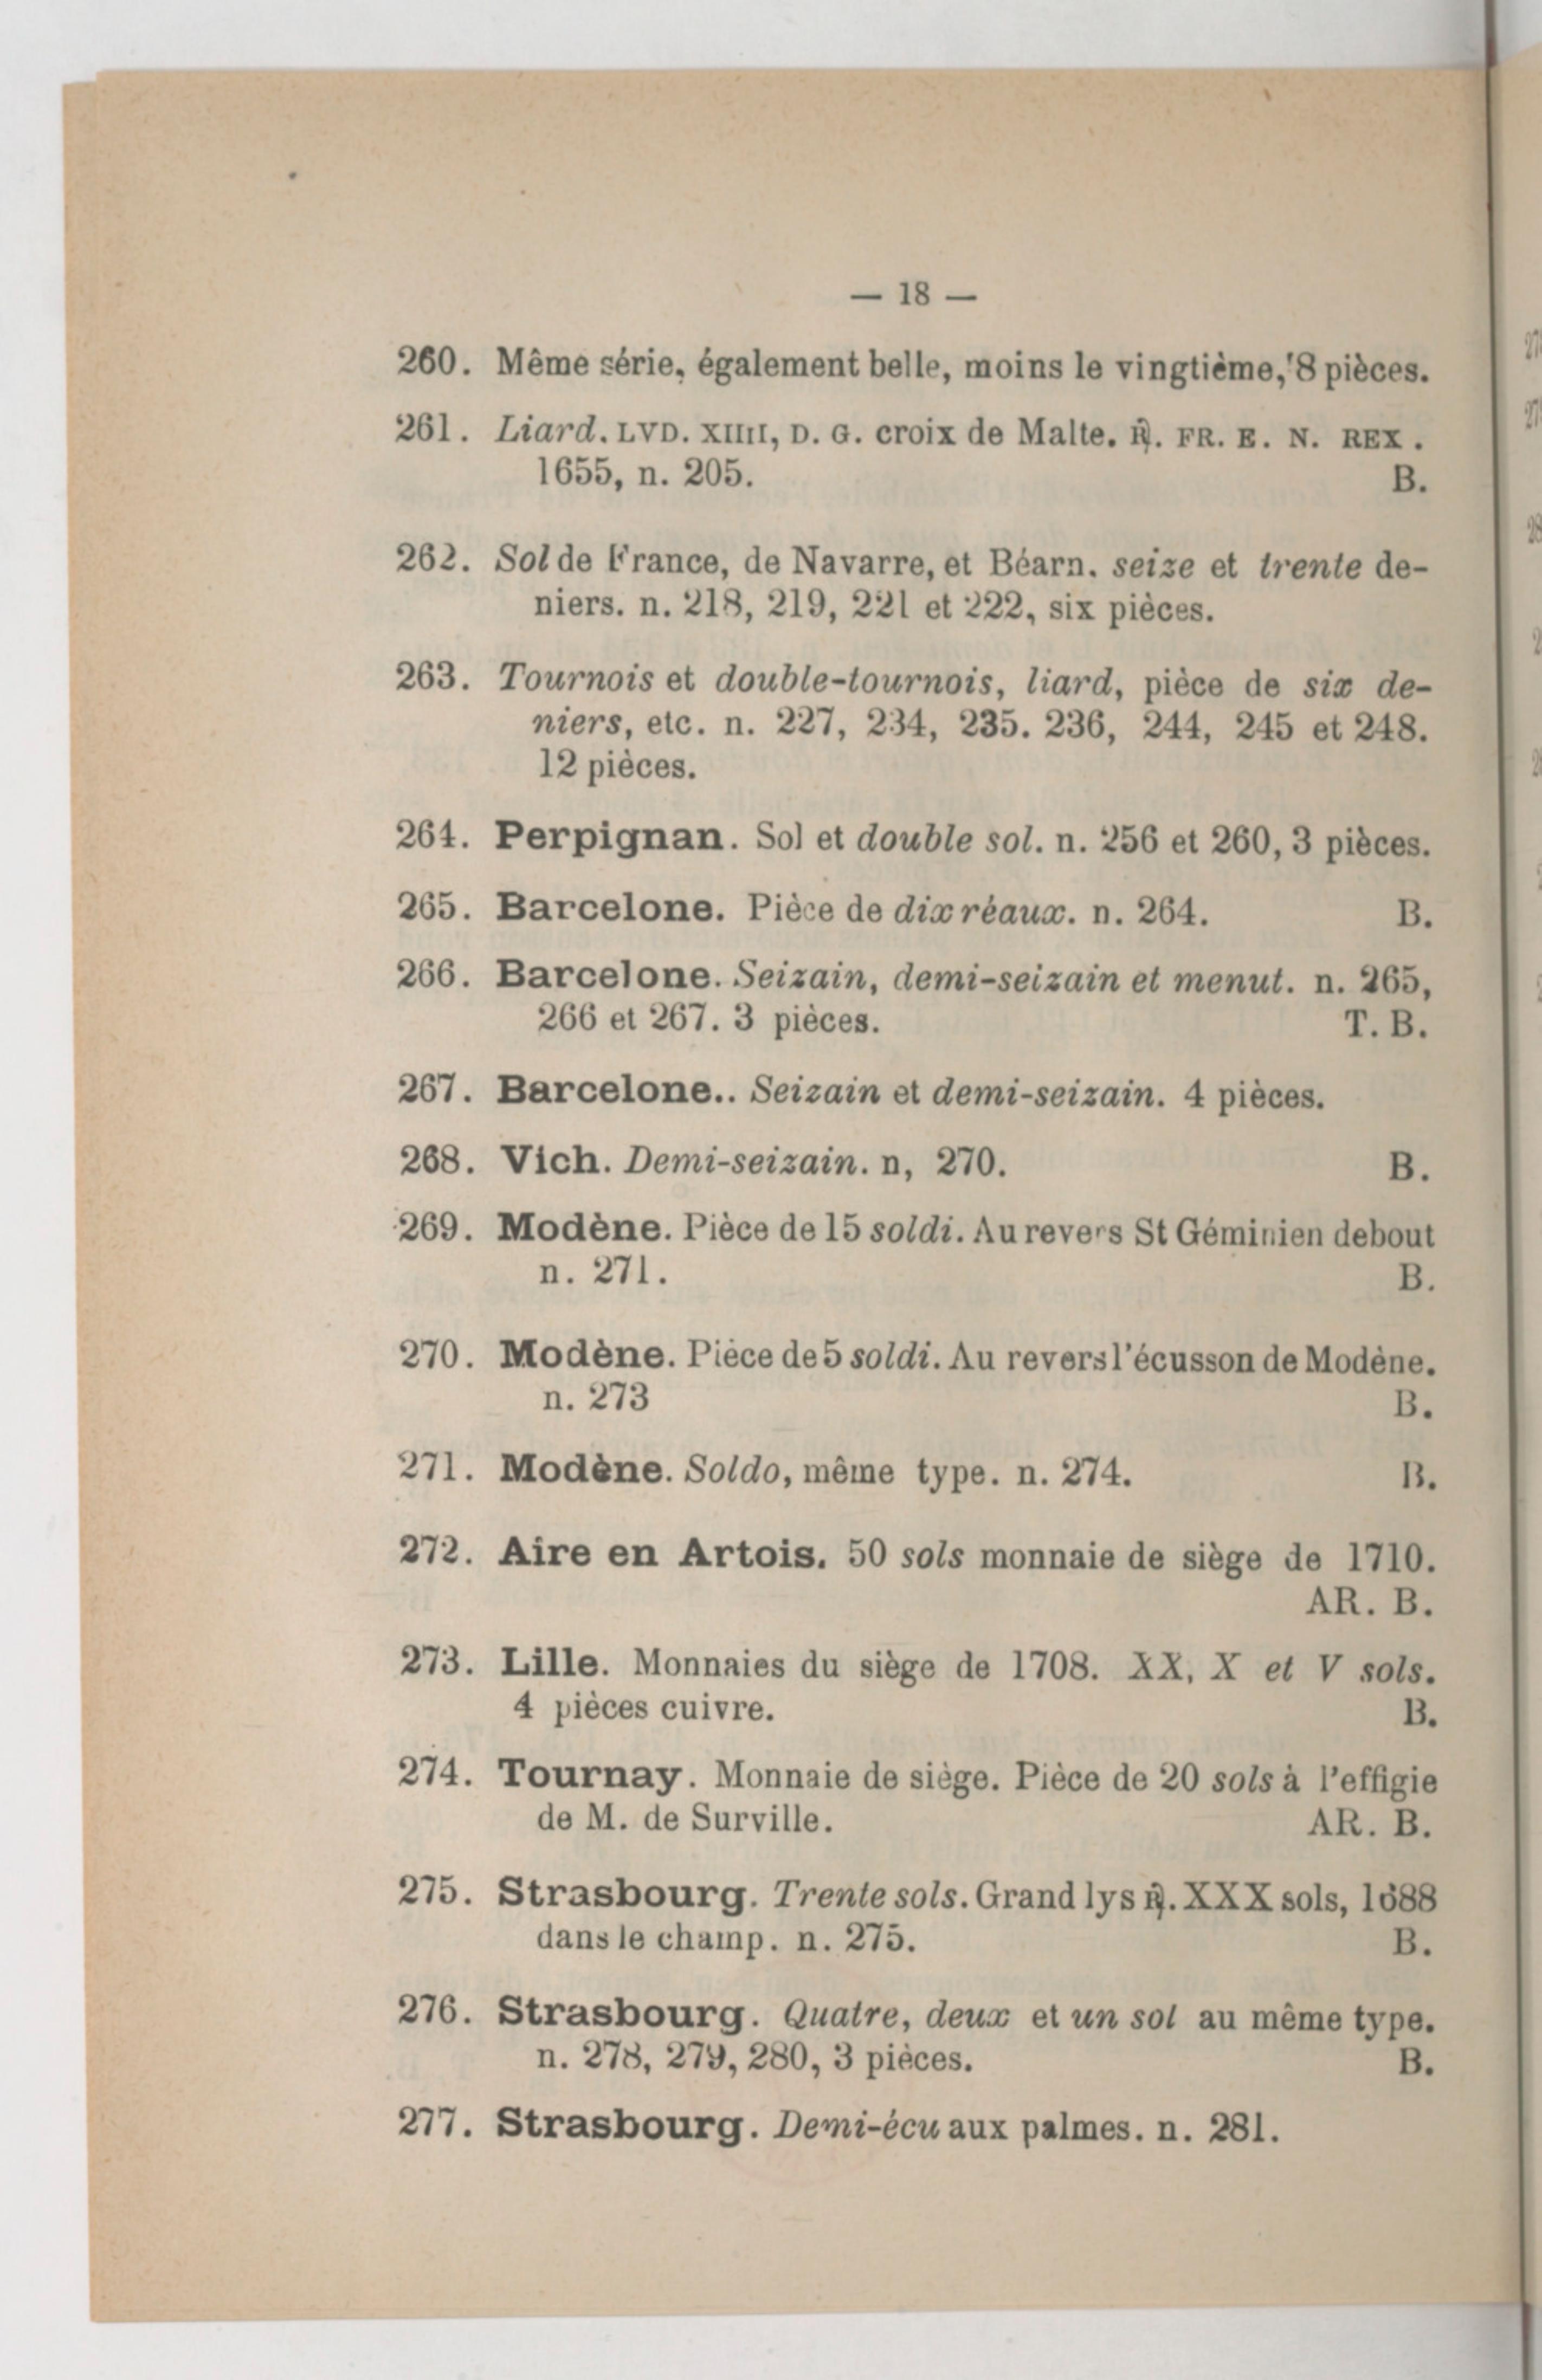 — 18 —
260. Même série, également belle, moins le vingtième, 8 pièces.
261. Liard. LVD. XIIII, D. G. croix de Malte. ℟. FR. E. N. REX.
1655, n. 205. B.
262. Sol de France, de Navarre, et Béarn. seize et trente de-
niers. n. 218, 219, 221 et 222, six pièces.
263. Tournois et double-tournois, liard, pièce de six de-
niers, etc. n. 227, 234, 235. 236, 244, 245 et 248.
12 pièces.
264. Perpignan. Sol et double sol. n. 256 et 260, 3 pièces.
265. Barcelone. Pièce de dix réaux. n. 264. B.
266. Barcelone. Seizain, demi-seizain et menut. n. 265,
266 et 267. 3 pièces. T. B.
267. Barcelone.. Seizain et demi-seizain. 4 pièces.
268. Vich. Demi-seizain. n, 270. B.
269. Modène. Pièce de 15 soldi. Au revers St Géminien debout
n. 271. B.
270. Modène. Pièce de 5 soldi. Au revers l'écusson de Modène.
n. 273 B.
271. Modène. Soldo, même type. n. 274. B.
272. Aire en Artois. 50 sols monnaie de siège de 1710.
AR. B.
273. Lille. Monnaies du siège de 1708. XX, X et V sols.
4 pièces cuivre. B.
274. Tournay. Monnaie de siège. Pièce de 20 sols à l'effigie
de M. de Surville. AR. B.
275. Strasbourg. Trente sols. Grand lys ℟. XXX sols, 1688
dans le champ. n. 275. B.
276. Strasbourg. Quatre, deux et un sol au même type.
n. 278, 279, 280, 3 pièces. B.
277. Strasbourg. Demi-écu aux palmes. n. 281.